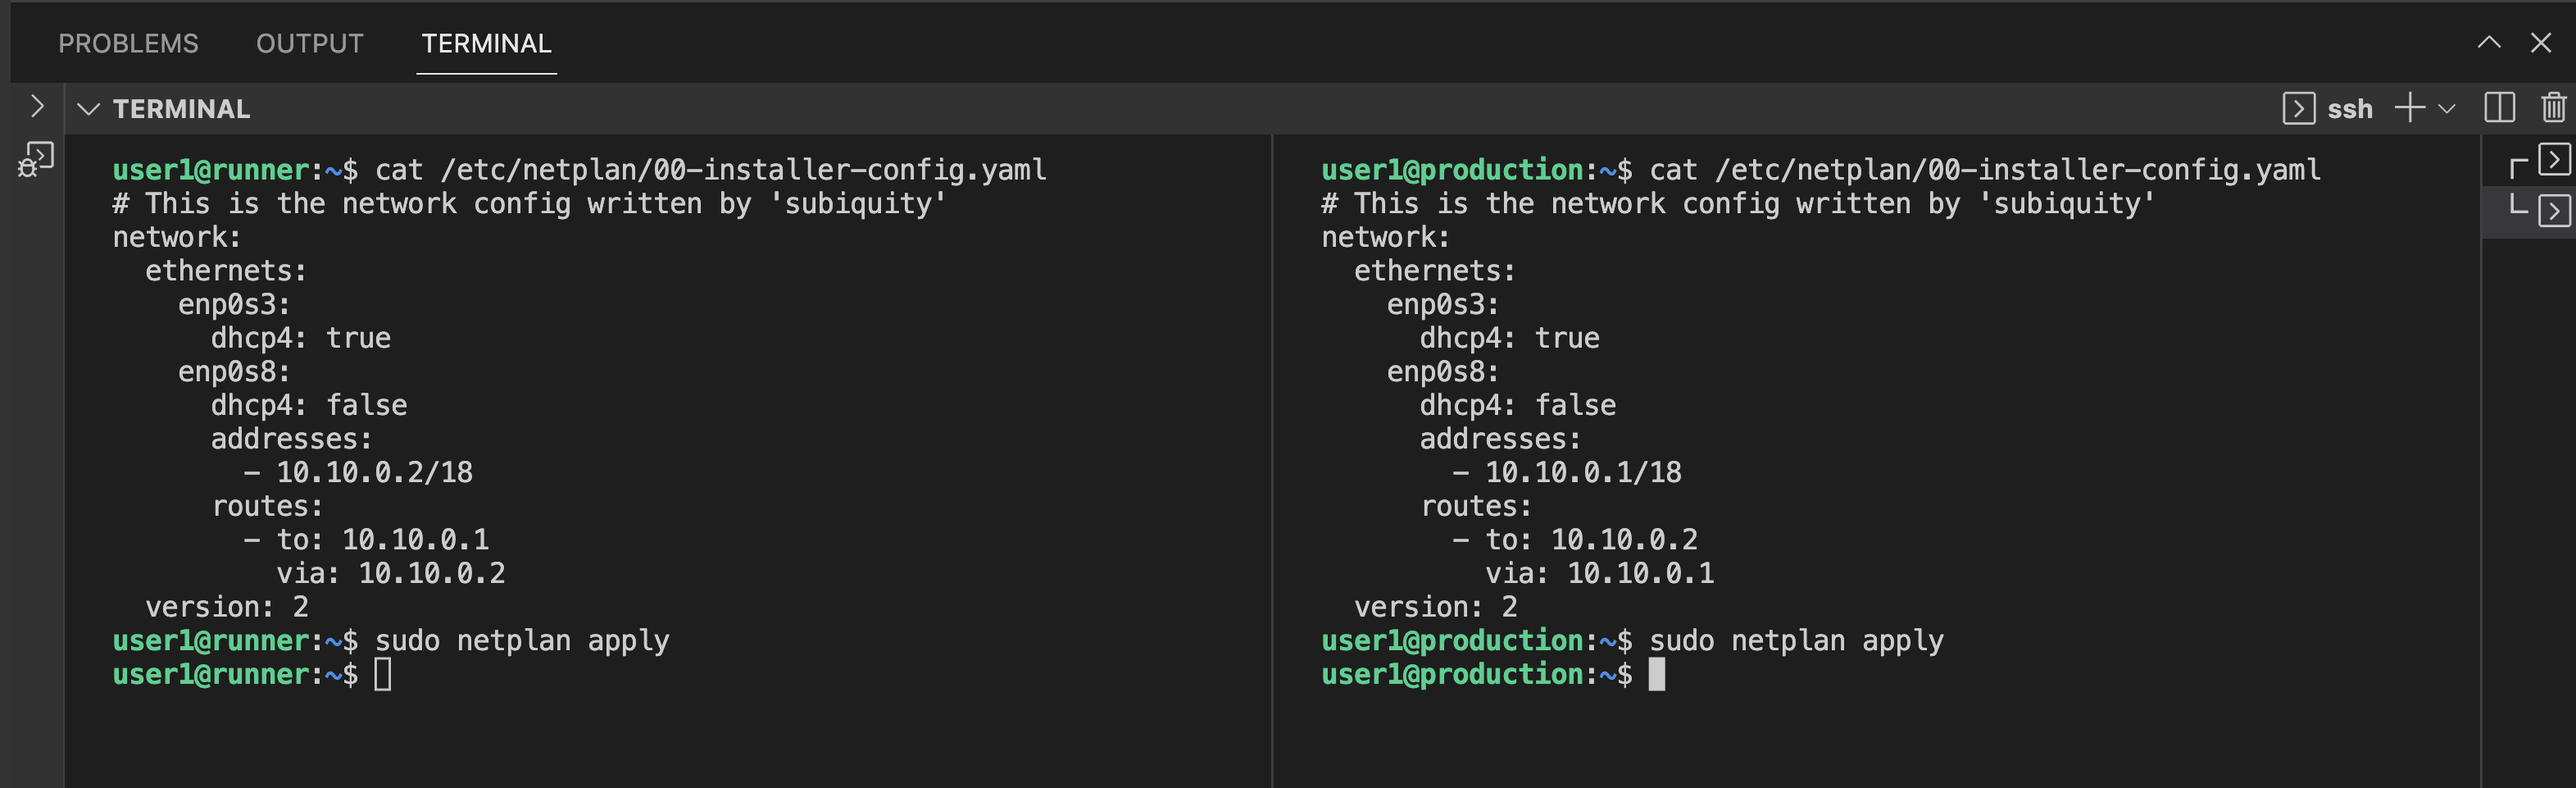 PROBLEMS OUTPUT TERMINAL
TERMINAL
ssh
user1@runner:~$ cat /etc/netplan/00-installer-config.yaml
# This is the network config written by 'subiquity'
network:
  ethernets:
    enp0s3:
      dhcp4: true
    enp0s8:
      dhcp4: false
      addresses:
        - 10.10.0.2/18
      routes:
        - to: 10.10.0.1
          via: 10.10.0.2
  version: 2
user1@runner:~$ sudo netplan apply
user1@runner:~$
user1@production:~$ cat /etc/netplan/00-installer-config.yaml
# This is the network config written by 'subiquity'
network:
  ethernets:
    enp0s3:
      dhcp4: true
    enp0s8:
      dhcp4: false
      addresses:
        - 10.10.0.1/18
      routes:
        - to: 10.10.0.2
          via: 10.10.0.1
  version: 2
user1@production:~$ sudo netplan apply
user1@production:~$